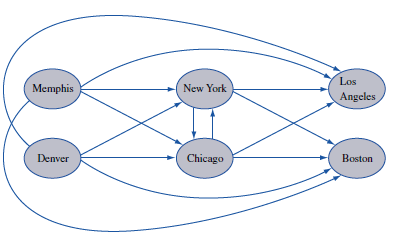 Memphis
New York
Los
Angeles
Denver
Chicago
Boston